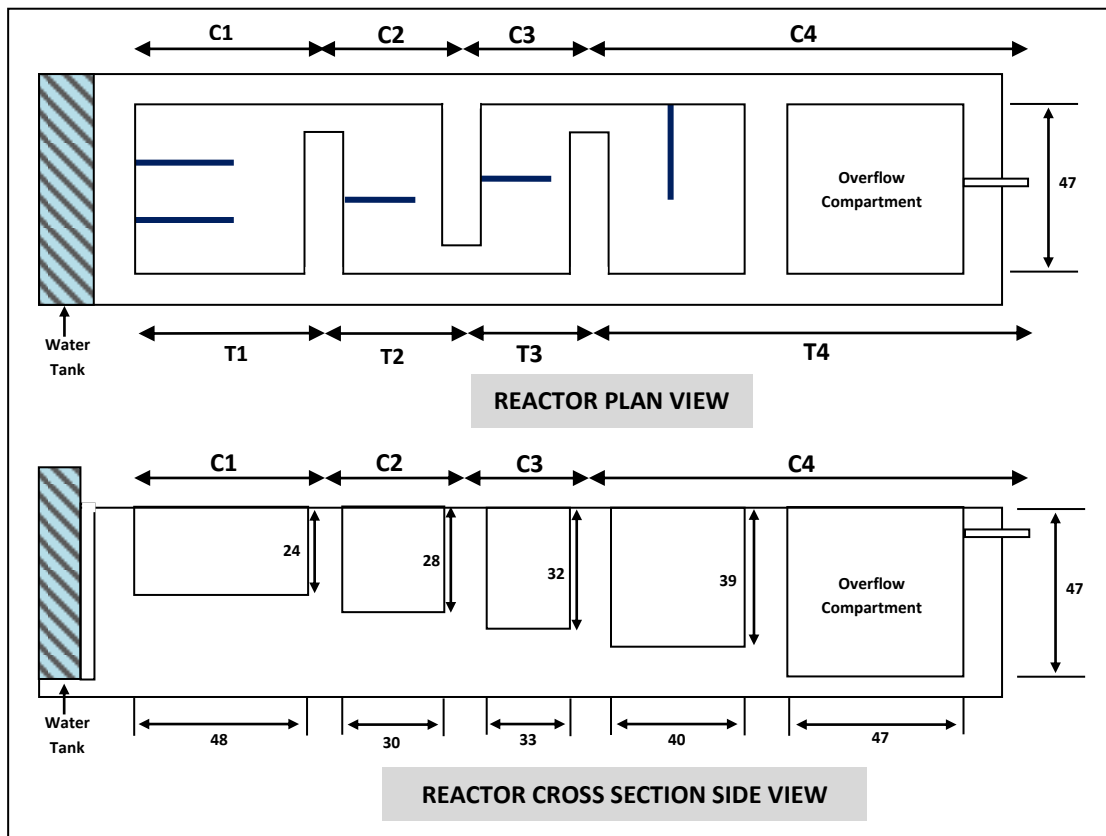 C1
C2
C3
C4
Overflow
Compartment
47
Water
Tank
T1
T2
T3
T4
REACTOR PLAN VIEW
C1
C2
C3
C4
24
28
32
39
Overflow
Compartment
47
Water
Tank
48
30
33
40
47
REACTOR CROSS SECTION SIDE VIEW